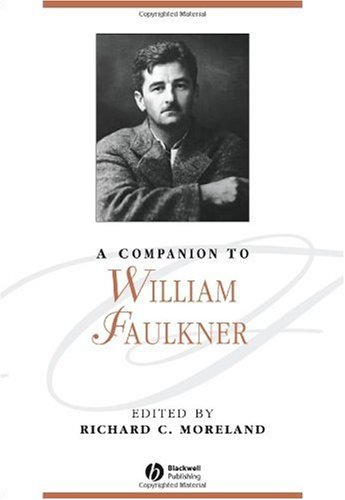 Copyrighted Material
A COMPANION TO
WILLIAM
FAULKNER
EDITED BY
RICHARD C. MORELAND
Blackwell
Publishing
Copyrighted Material